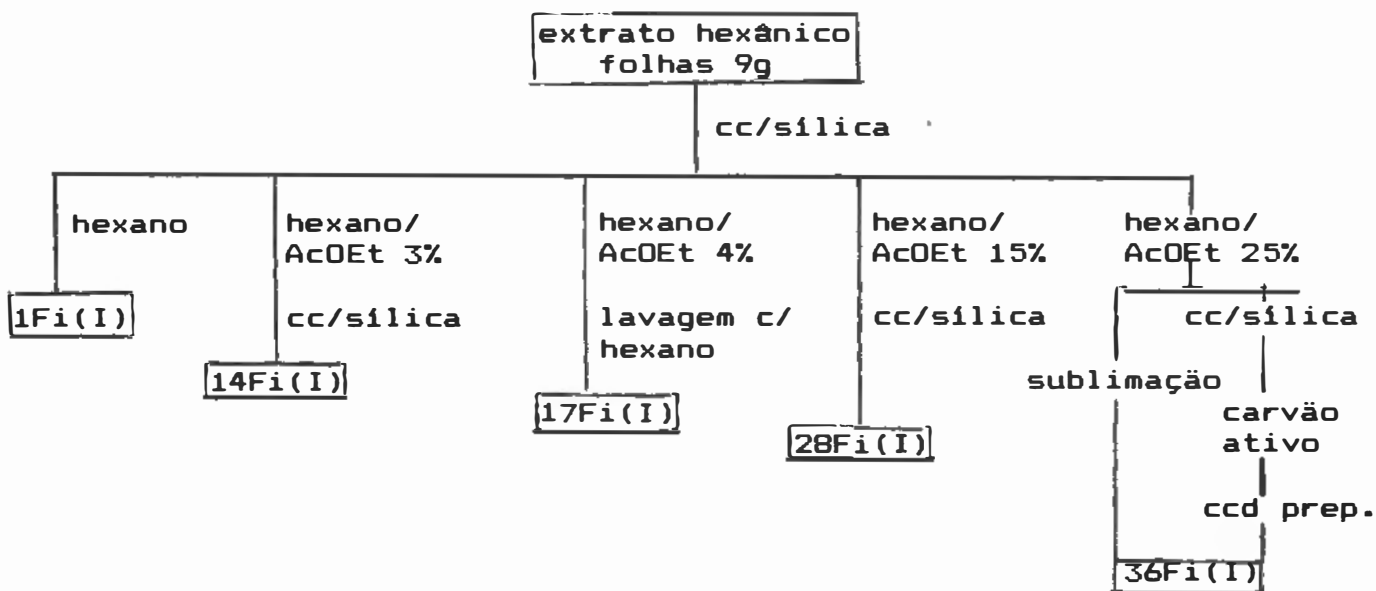 extrato hexânico
folhas 9g
cc/sílica
hexano
hexano/
AcOEt 3%
hexano/
AcOEt 4%
hexano/
AcOEt 15%
hexano/
AcOEt 25%
1Fi(I)
cc/sílica
14Fi(I)
lavagem c/
hexano
17Fi(I)
cc/sílica
28Fi(I)
cc/sílica
sublimação
carvão
ativo
ccd prep.
36Fi(I)